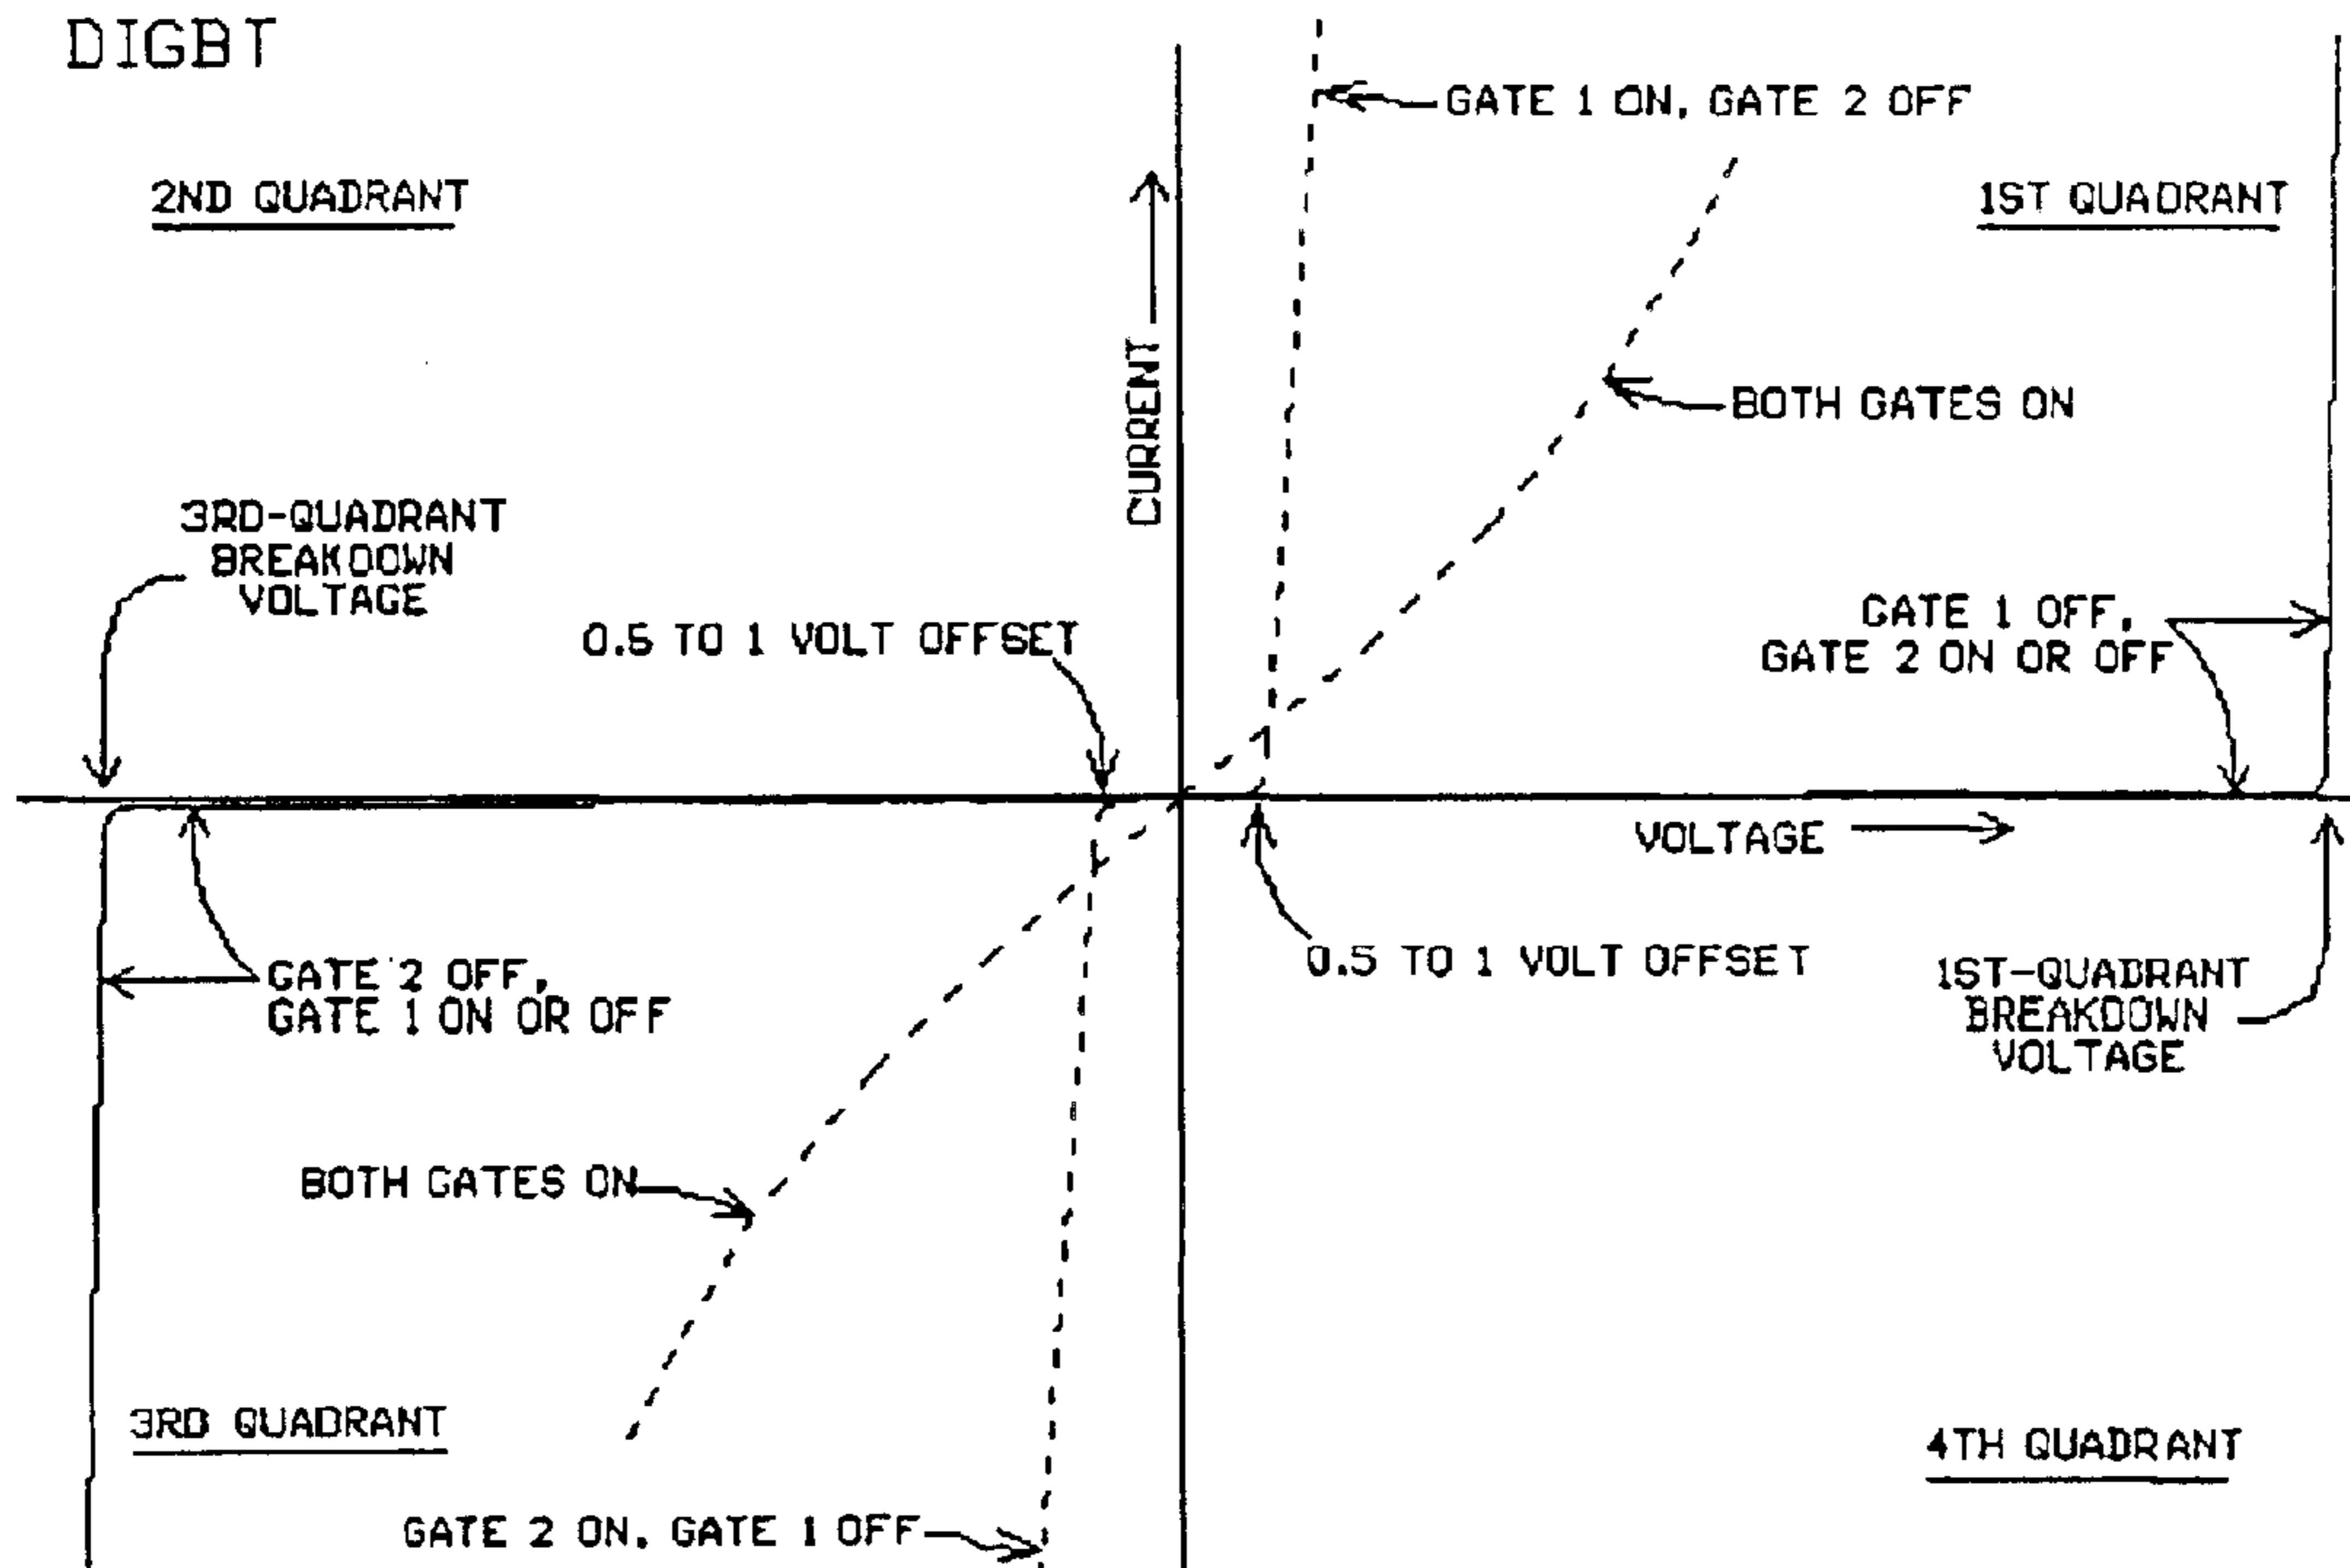 DIGBT
GATE 1 ON, GATE 2 OFF
2ND QUADRANT
1ST QUADRANT
CURRENT
BOTH GATES ON
3RD-QUADRANT
BREAKDOWN
VOLTAGE
0.5 TO 1 VOLT OFFSET
GATE 1 OFF,
GATE 2 ON OR OFF
VOLTAGE
GATE 2 OFF,
GATE 1 ON OR OFF
0.5 TO 1 VOLT OFFSET
1ST-QUADRANT
BREAKDOWN
VOLTAGE
BOTH GATES ON
3RD QUADRANT
4TH QUADRANT
GATE 2 ON, GATE 1 OFF